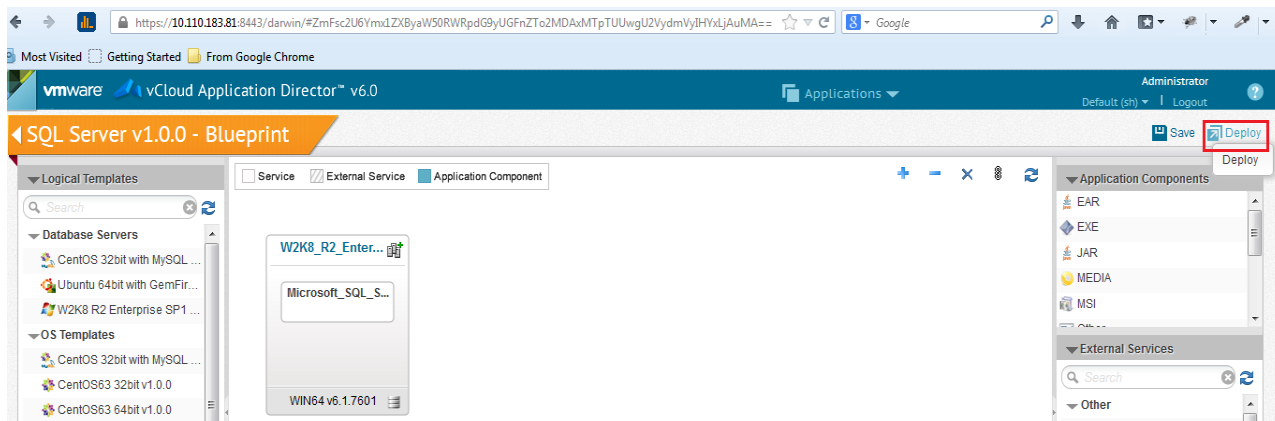 https://10.110.183.81:8443/darwin/#ZmFsc2U6Ymx1ZXByaW50RWRpdG9yUGFnZTo2MDAxMTpTUUwgU2VydmVyIHYxLjAuMA==
Google
Most Visited Getting Started From Google Chrome
vmware vCloud Application Director™ v6.0
Applications
Administrator
Default (sh) | Logout
?
SQL Server v1.0.0 - Blueprint
Save Deploy
Deploy
Logical Templates
Search
Database Servers
CentOS 32bit with MySQL ...
Ubuntu 64bit with GemFir...
W2K8 R2 Enterprise SP1 ...
OS Templates
CentOS 32bit with MySQL ...
CentOS63 32bit v1.0.0
CentOS63 64bit v1.0.0
Service External Service Application Component
W2K8_R2_Enter...
Microsoft_SQL_S...
WIN64 v6.1.7601
Application Components
EAR
EXE
JAR
MEDIA
MSI
Other
External Services
Search
Other